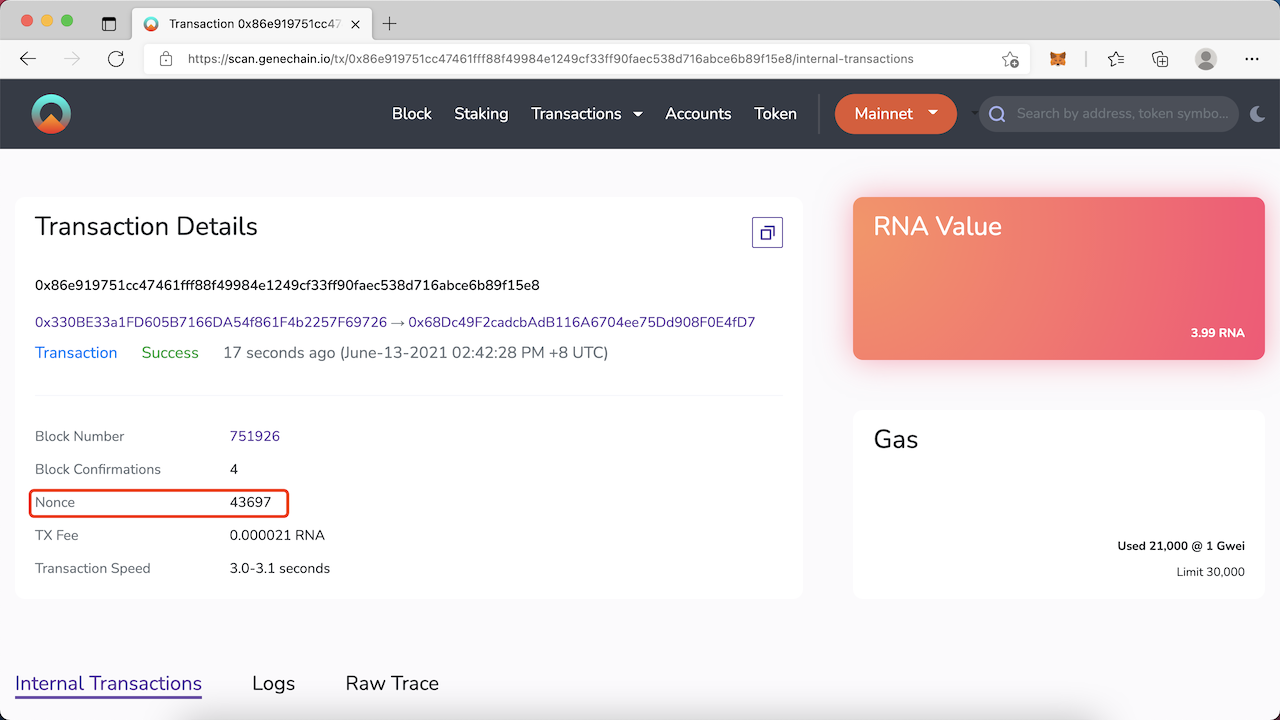 Transaction 0x86e919751cc47
https://scan.genechain.io/tx/0x86e919751cc47461fff88f49984e1249cf33ff90faec538d716abce6b89f15e8/internal-transactions
Block Staking Transactions Accounts Token Mainnet Search by address, token symbo...
Transaction Details
0x86e919751cc47461fff88f49984e1249cf33ff90faec538d716abce6b89f15e8
0x330BE33a1FD605B7166DA54f861F4b2257F69726 → 0x68Dc49F2cadcbAdB116A6704ee75Dd908F0E4fD7
Transaction Success 17 seconds ago (June-13-2021 02:42:28 PM +8 UTC)
Block Number 751926
Block Confirmations 4
Nonce 43697
TX Fee 0.000021 RNA
Transaction Speed 3.0-3.1 seconds
RNA Value
3.99 RNA
Gas
Used 21,000 @ 1 Gwei
Limit 30,000
Internal Transactions Logs Raw Trace